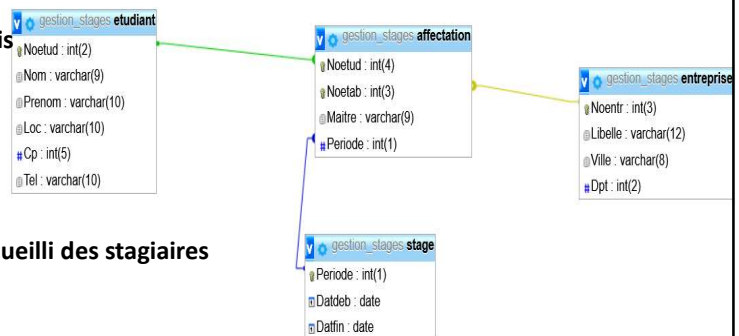 is
gestion_stages etudiant
Noetud : int(2)
Nom : varchar(9)
Prenom : varchar(10)
Loc : varchar(10)
# Cp : int(5)
Tel : varchar(10)
gestion_stages affectation
Noetud : int(4)
Noetab : int(3)
Maitre : varchar(9)
# Periode : int(1)
gestion_stages entreprise
Noentr : int(3)
Libelle : varchar(12)
Ville : varchar(8)
# Dpt : int(2)
ueilli des stagiaires
gestion_stages stage
Periode : int(1)
Datdeb : date
Datfin : date